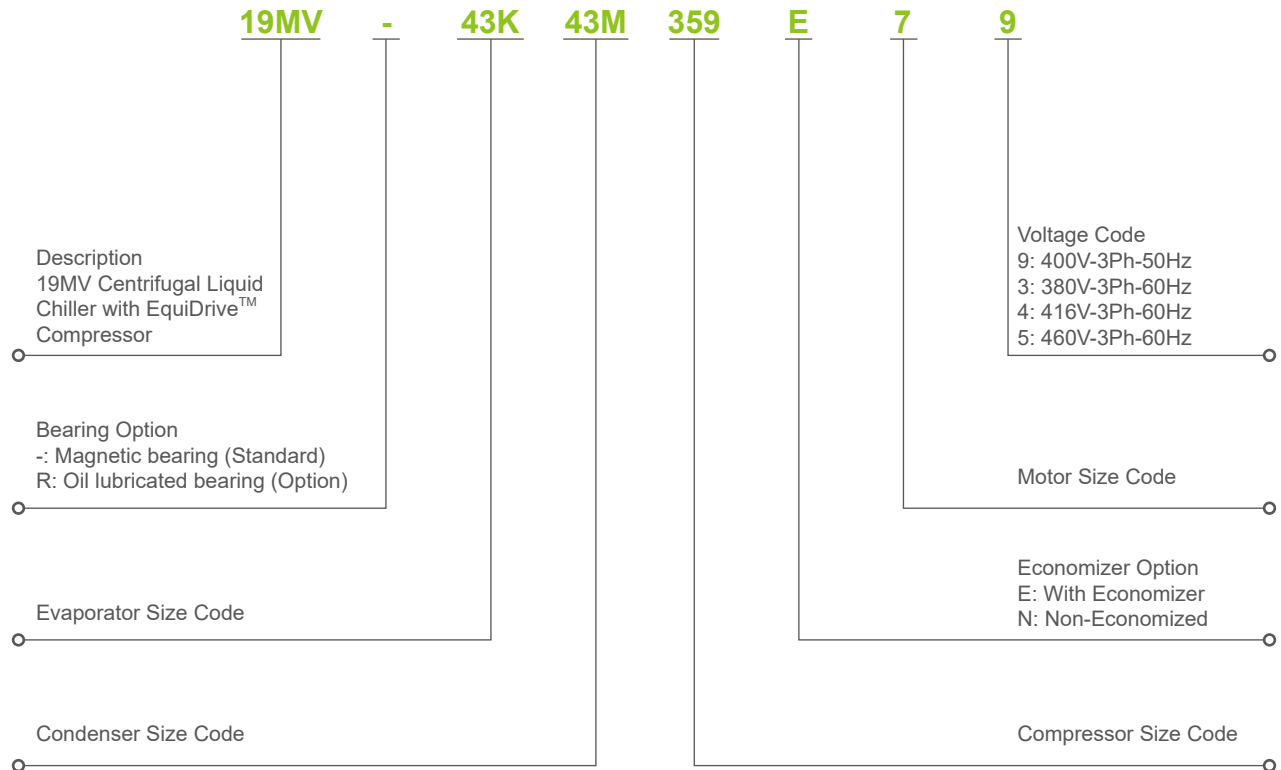 19MV - 43K 43M 359 E 7 9
Description
19MV Centrifugal Liquid
Chiller with EquiDrive™
Compressor
Bearing Option
-: Magnetic bearing (Standard)
R: Oil lubricated bearing (Option)
Evaporator Size Code
Condenser Size Code
Voltage Code
9: 400V-3Ph-50Hz
3: 380V-3Ph-60Hz
4: 416V-3Ph-60Hz
5: 460V-3Ph-60Hz
Motor Size Code
Economizer Option
E: With Economizer
N: Non-Economized
Compressor Size Code